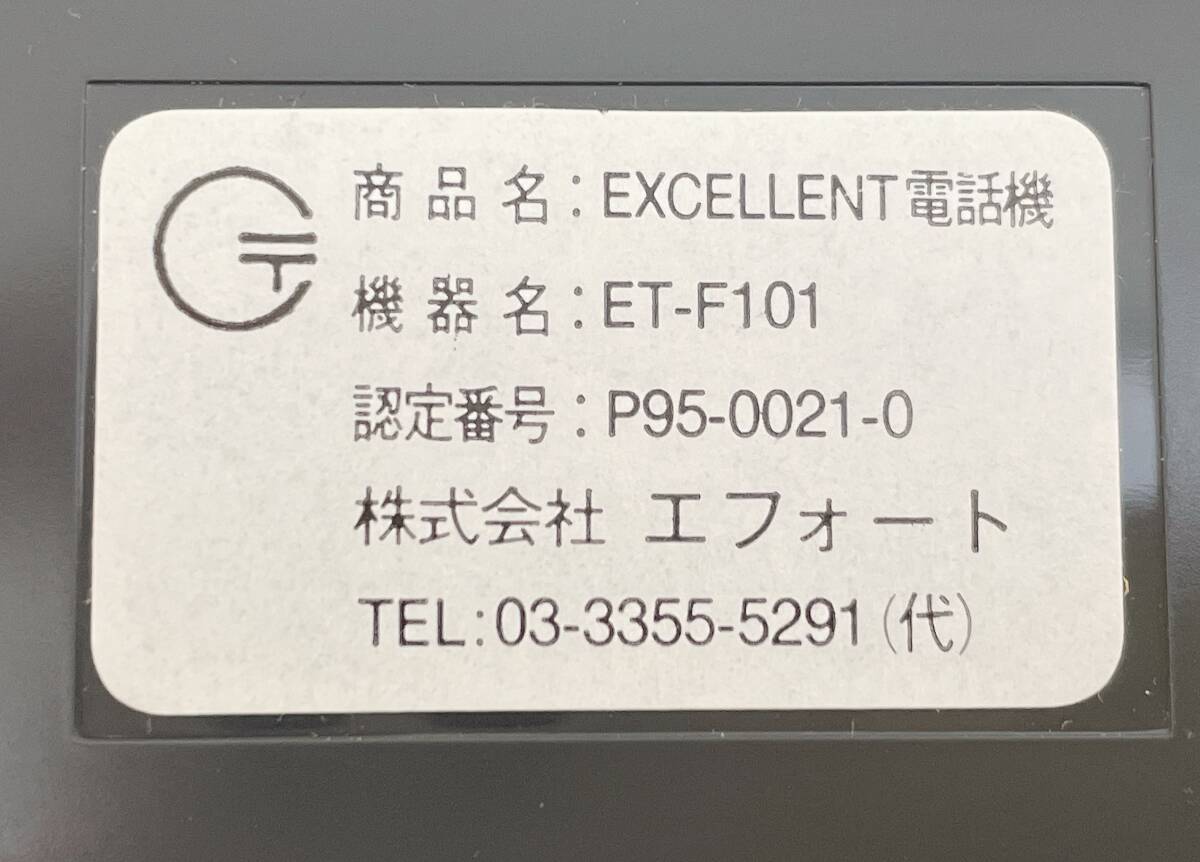 商品名：EXCELLENT電話機
機器名：ET-F101
認定番号：P95-0021-0
株式会社 エフォート
TEL：03-3355-5291（代）